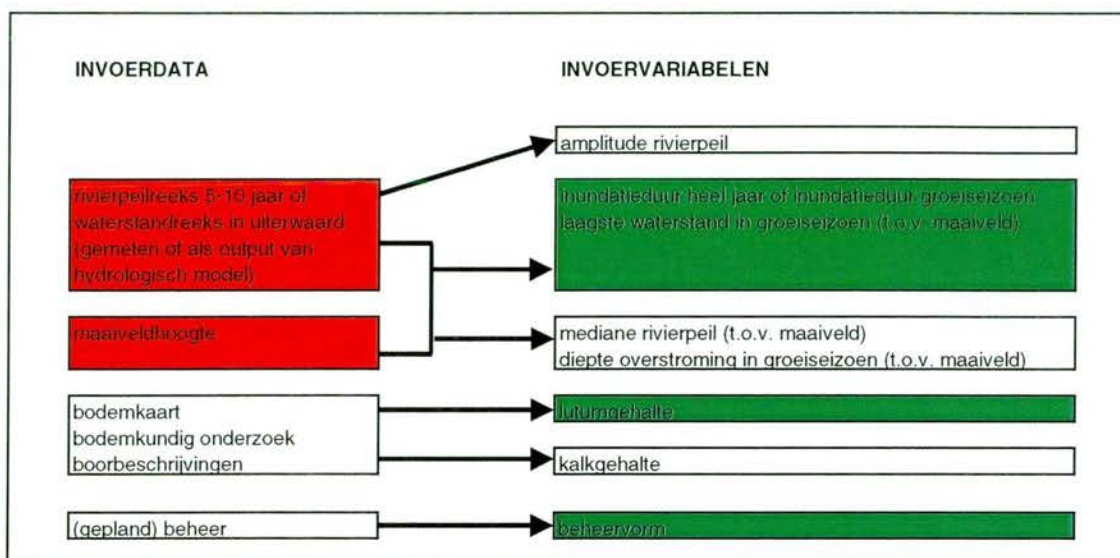 INVOERDATA
INVOERVARIABELEN
amplitude rivierpeil
rivierpeilreeks 5-10 jaar of
waterstandreeks in uiterwaard
(gemeten of als output van
hydrologisch model)
inundatieduur heel jaar of inundatieduur groeiseizoen
laagste waterstand in groeiseizoen (t.o.v. maaiveld)
maaiveldhoogte
mediane rivierpeil (t.o.v. maaiveld)
diepte overstroming in groeiseizoen (t.o.v. maaiveld)
bodemkaart
bodemkundig onderzoek
boorbeschrijvingen
lutumgehalte
kalkgehalte
(gepland) beheer
beheervorm